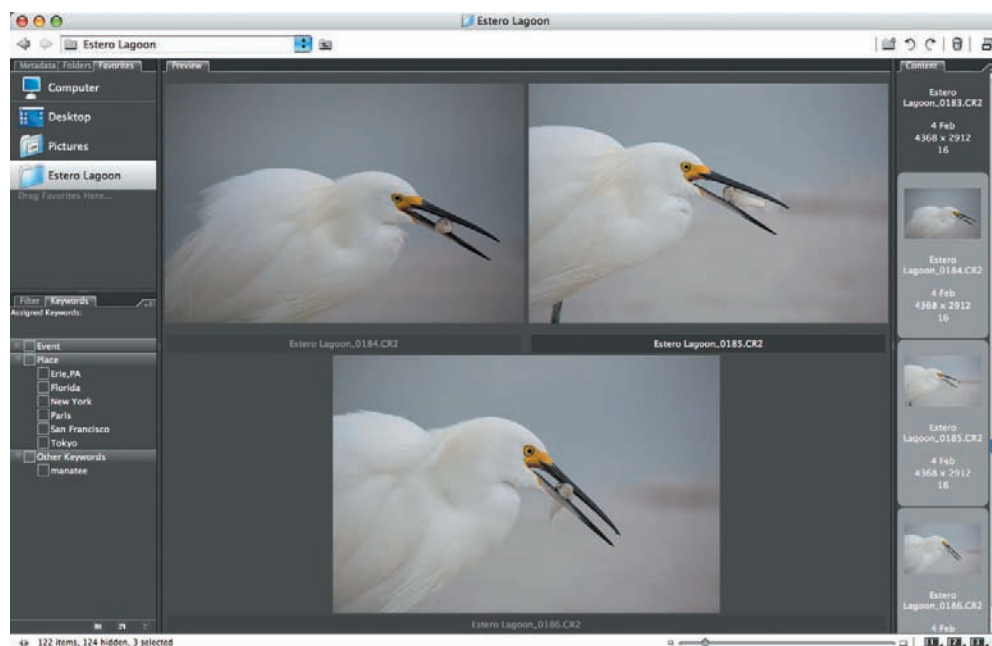 Estero Lagoon
Estero Lagoon
Metadata Folders Favorites
Computer
Desktop
Pictures
Estero Lagoon
Drag Favorites Here...
Filter Keywords
Assigned Keywords:
Event
Place
Erie,PA
Florida
New York
Paris
San Francisco
Tokyo
Other Keywords
manatee
Preview
Estero Lagoon_0184.CR2
Estero Lagoon_0185.CR2
Estero Lagoon_0186.CR2
Content
Estero
Lagoon_0183.CR2
4 Feb
4368 x 2912
16
Estero
Lagoon_0184.CR2
4 Feb
4368 x 2912
16
Estero
Lagoon_0185.CR2
4 Feb
4368 x 2912
16
Estero
Lagoon_0186.CR2
4 Feb
122 items, 124 hidden, 3 selected
1 2 3